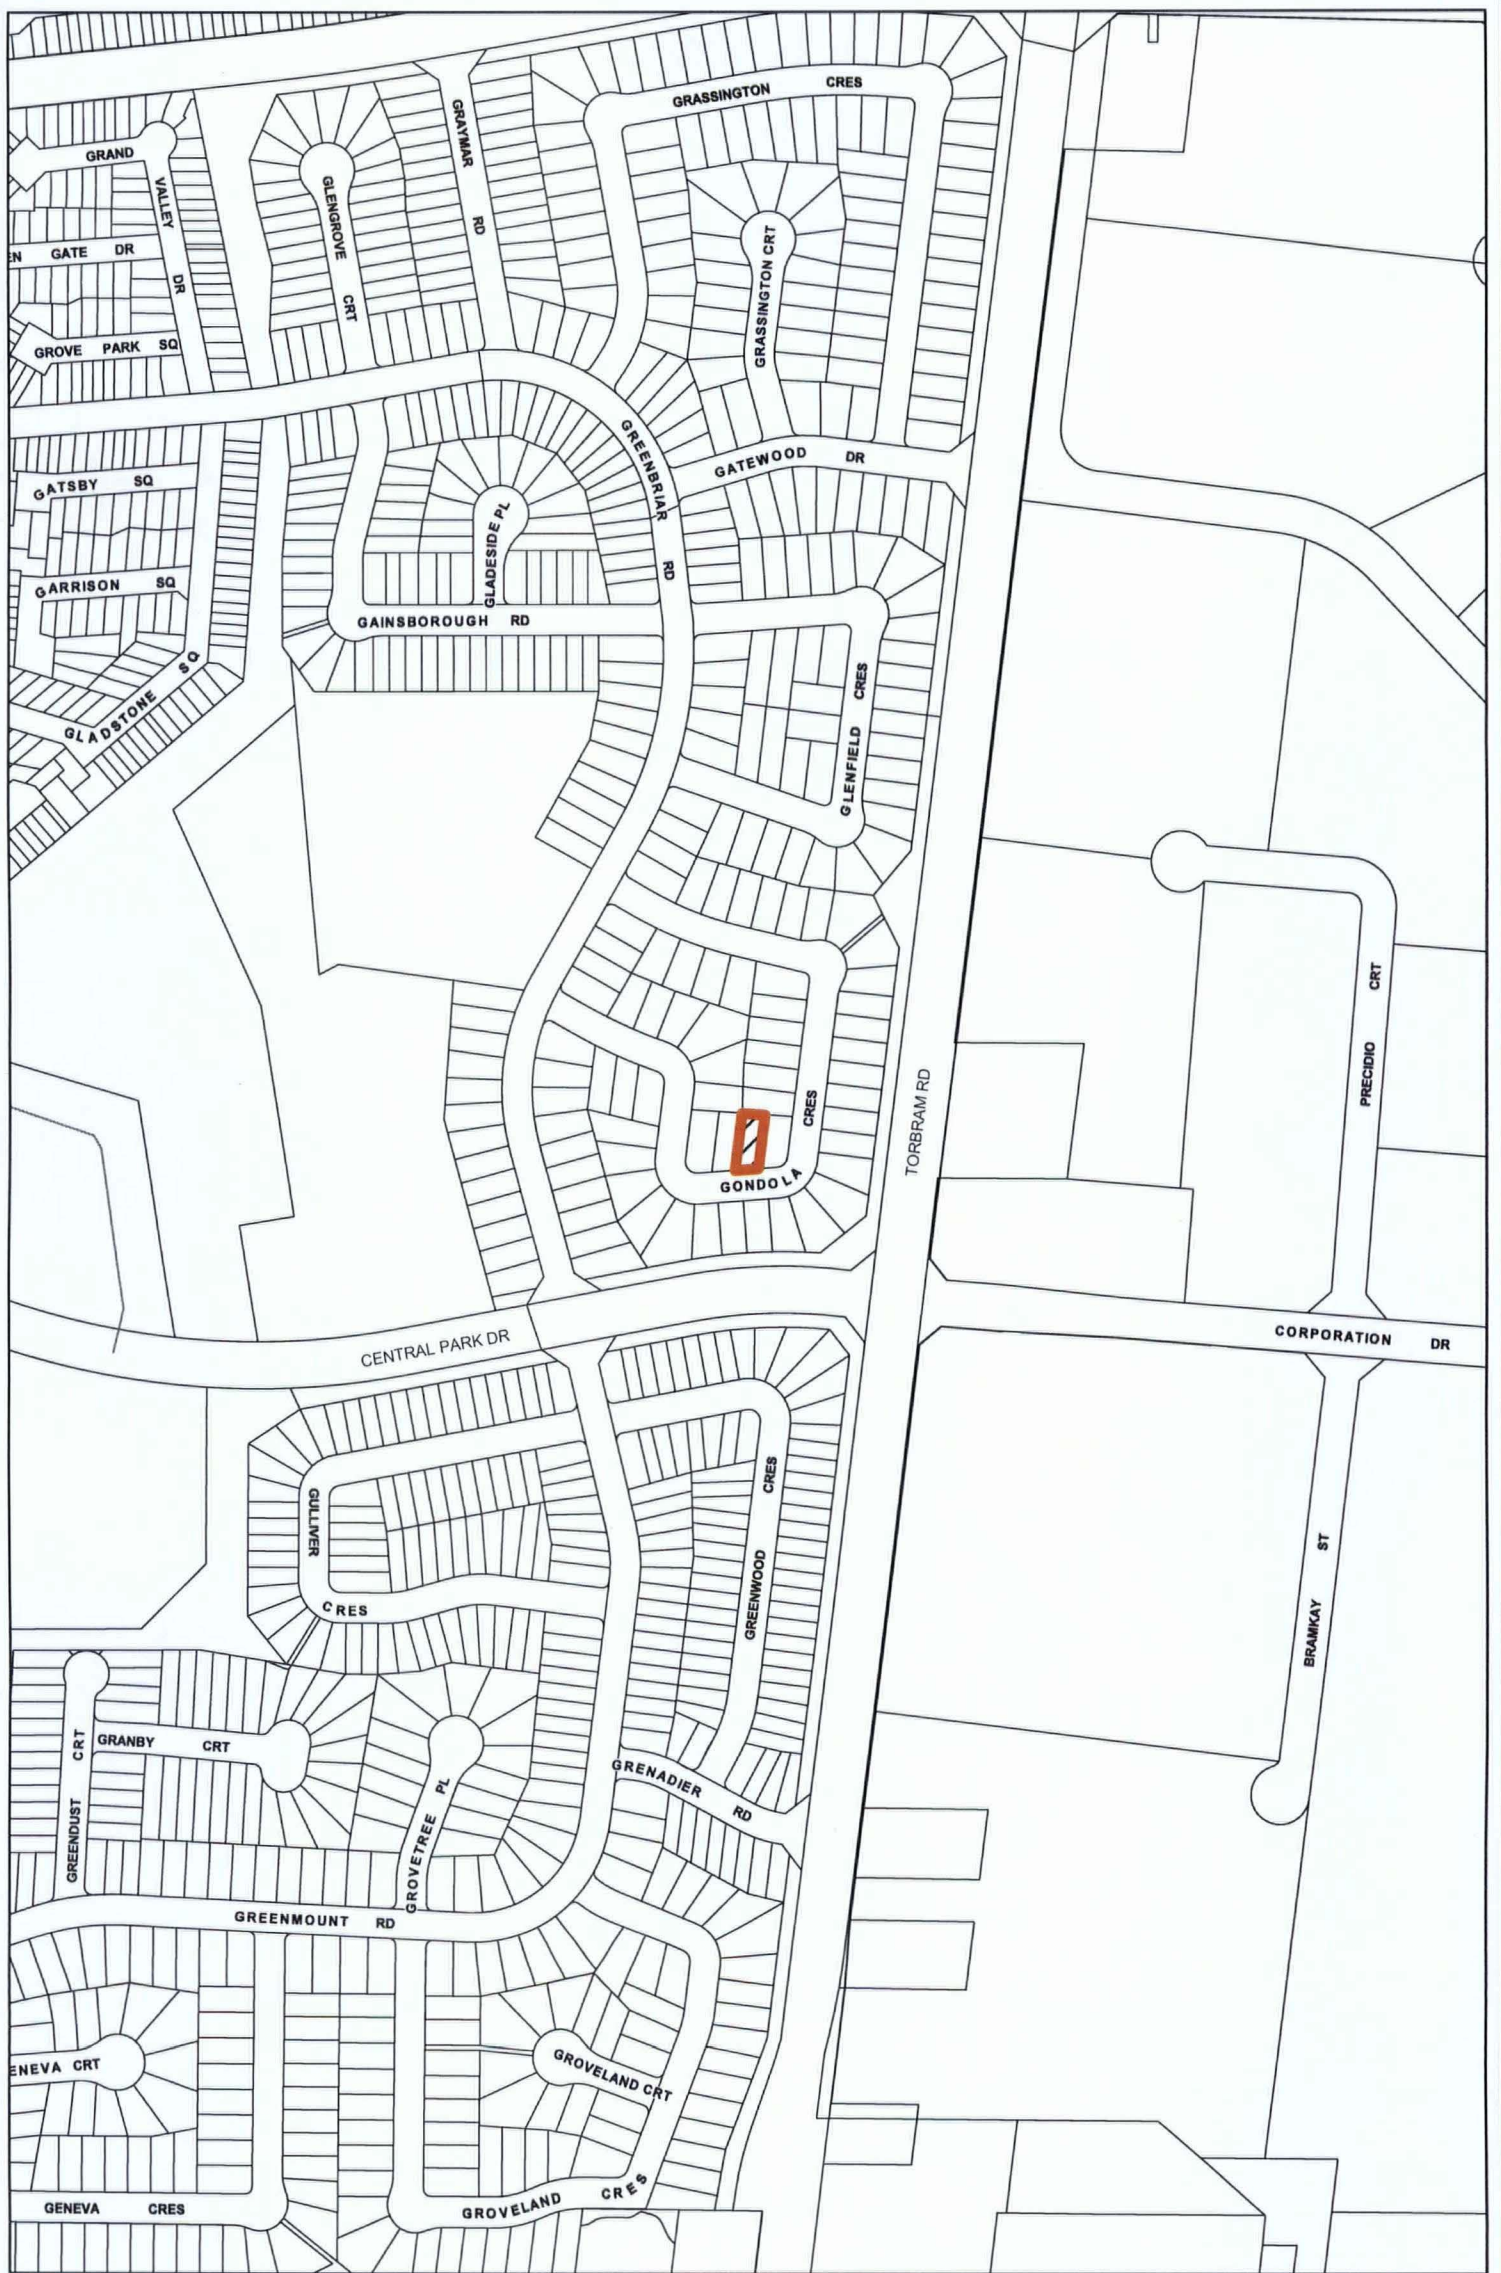 GRASSINGTON CRES
GRAYMAR RD
GRAND VALLEY DR
GLENGROVE CRT
EN GATE DR
GRASSINGTON CRT
GROVE PARK SQ
GREENBRIAR RD
GATEWOOD DR
GATSBY SQ
GLADESIDE PL
GARRISON SQ
GAINSBOROUGH RD
GLADSTONE SQ
GLENFIELD CRES
PRECIDIO CRT
TORBRAM RD
GONDOLA CRES
CENTRAL PARK DR
CORPORATION DR
GULLIVER CRES
GREENWOOD CRES
BRAMKAY ST
GRANBY CRT
GREENDUST CRT
GRENADIER RD
GROVETREE PL
GREENMOUNT RD
ENEVA CRT
GROVELAND CRT
GENEVA CRES
GROVELAND CRES